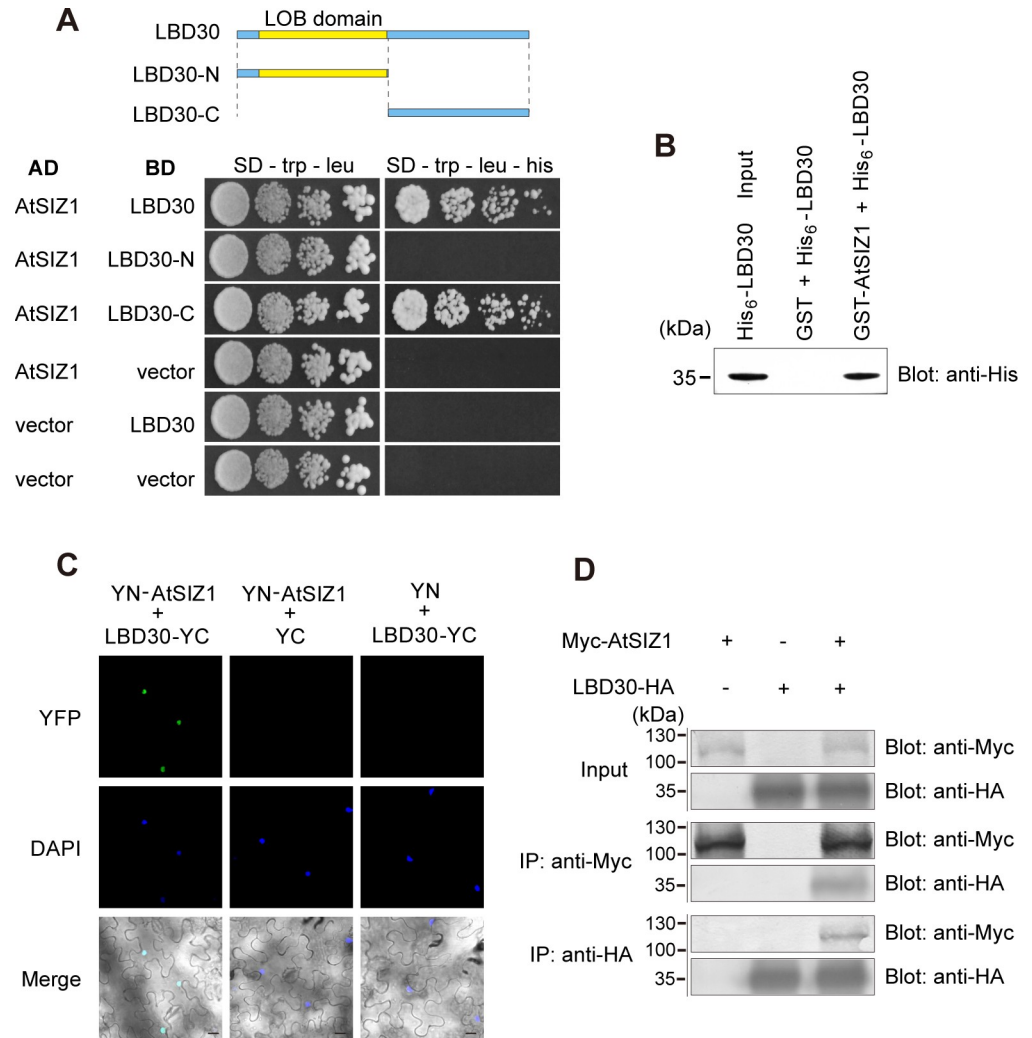 A
LOB domain
LBD30
LBD30-N
LBD30-C
AD BD SD - trp - leu SD - trp - leu - his
AtSIZ1 LBD30
AtSIZ1 LBD30-N
AtSIZ1 LBD30-C
AtSIZ1 vector
vector LBD30
vector vector
B
His6-LBD30 Input
GST + His6-LBD30
GST-AtSIZ1 + His6-LBD30
(kDa)
35 Blot: anti-His
C
YN-AtSIZ1 + LBD30-YC
YN-AtSIZ1 + YC
YN + LBD30-YC
YFP
DAPI
Merge
D
Myc-AtSIZ1 + - +
LBD30-HA - + +
(kDa)
Input
130
100
Blot: anti-Myc
35
Blot: anti-HA
IP: anti-Myc
130
100
Blot: anti-Myc
35
Blot: anti-HA
IP: anti-HA
130
100
Blot: anti-Myc
35
Blot: anti-HA